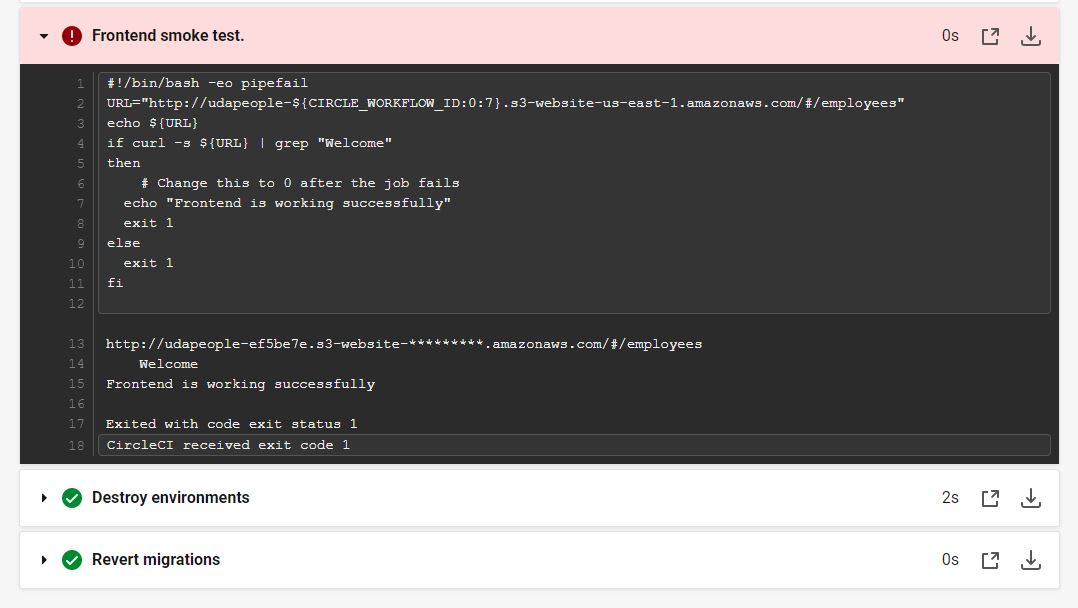 Frontend smoke test. 0s
1 #!/bin/bash -eo pipefail
2 URL="http://udapeople-${CIRCLE_WORKFLOW_ID:0:7}.s3-website-us-east-1.amazonaws.com/#/employees"
3 echo ${URL}
4 if curl -s ${URL} | grep "Welcome"
5 then
6     # Change this to 0 after the job fails
7   echo "Frontend is working successfully"
8   exit 1
9 else
10   exit 1
11 fi
12
13 http://udapeople-ef5be7e.s3-website-*********.amazonaws.com/#/employees
14     Welcome
15 Frontend is working successfully
16
17 Exited with code exit status 1
18 CircleCI received exit code 1
Destroy environments 2s
Revert migrations 0s